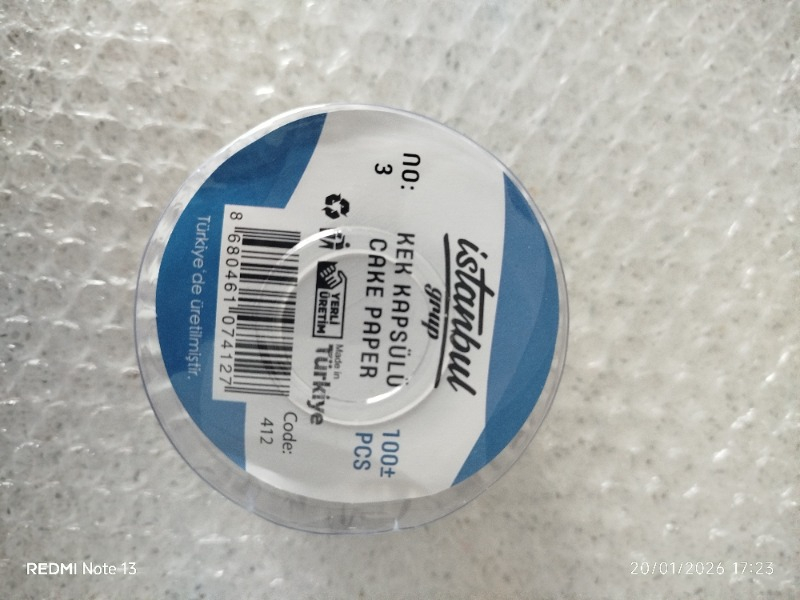 istanbul
grup
no:
3
KEK KAPSÜLÜ
CAKE PAPER
100±
PCS
YERLİ
ÜRETİM
Made in
Türkiye
Code:
412
8 680461 074127
Türkiye'de üretilmiştir.
REDMI Note 13
20/01/2026 17:23